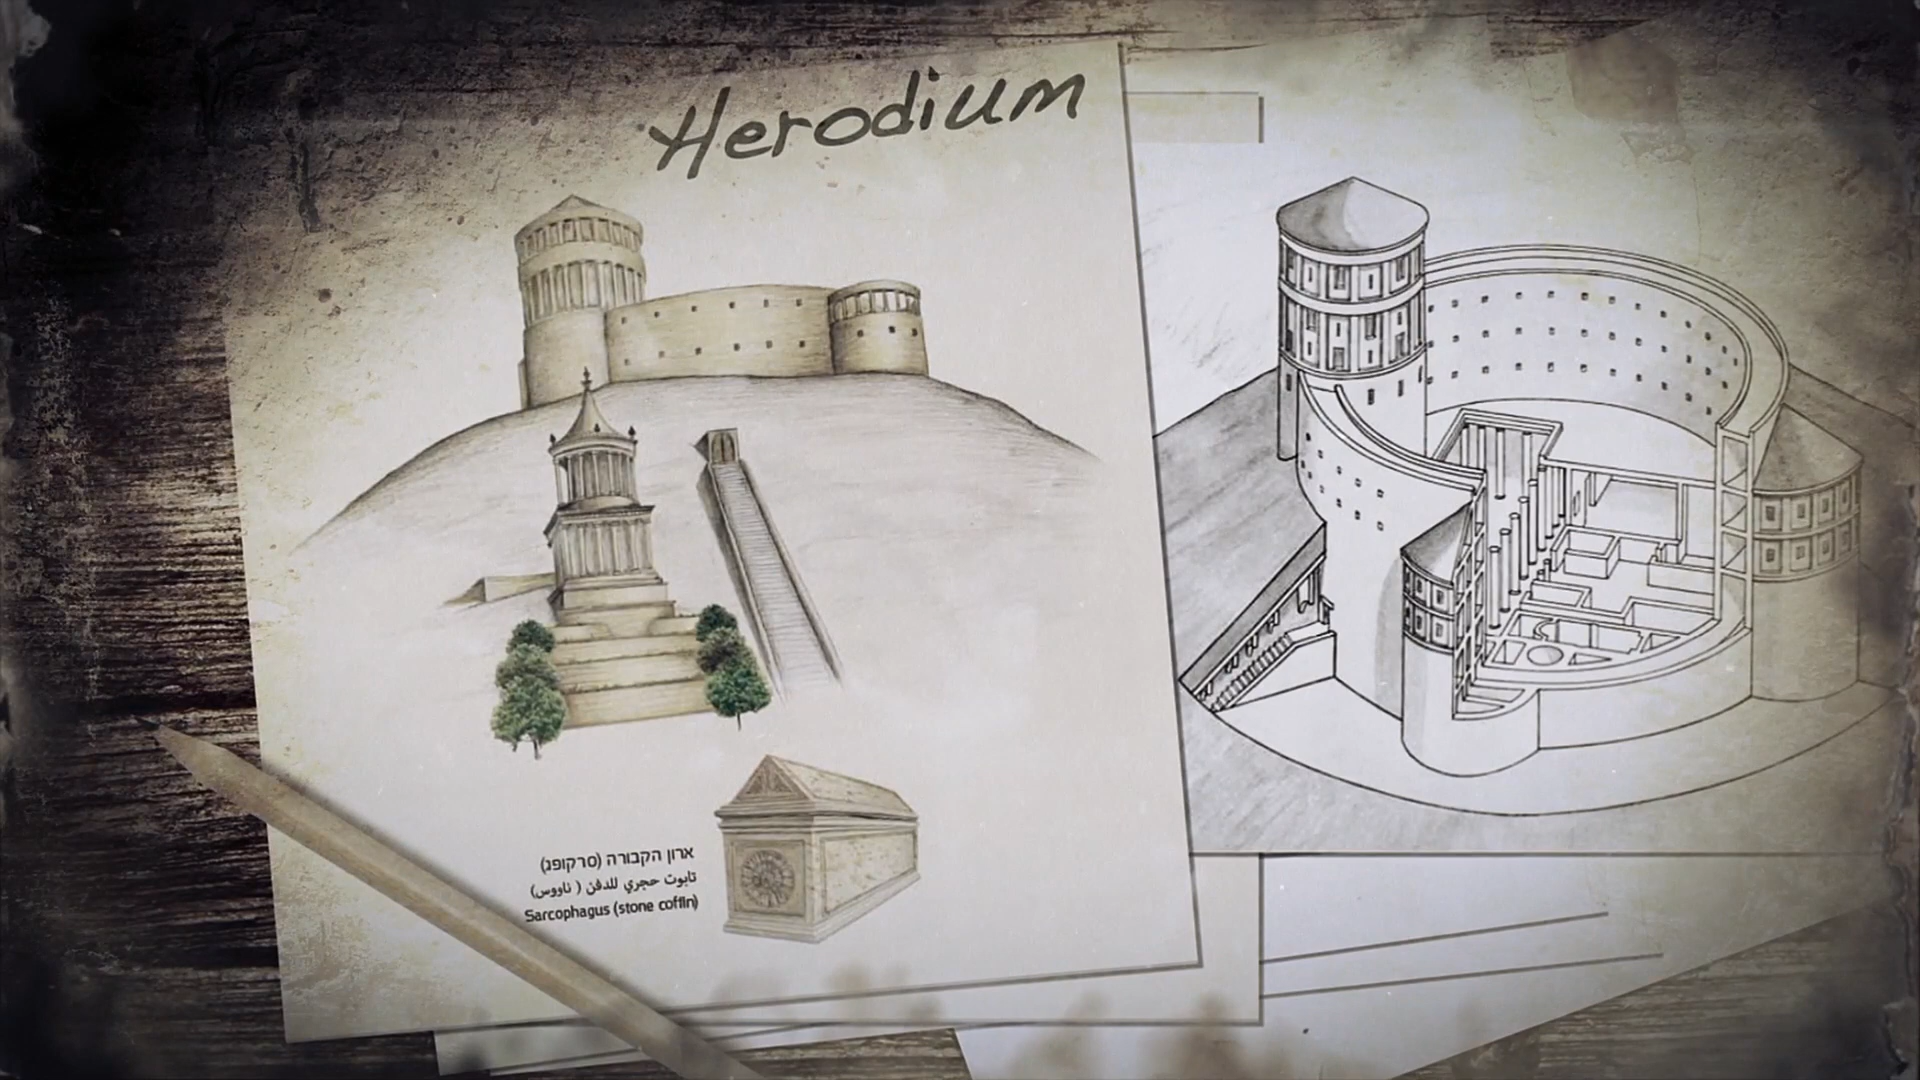 Herodium
ארון הקבורה (סרקופג)
تابوت حجري للدفن ( ناووس)
Sarcophagus (stone coffin)